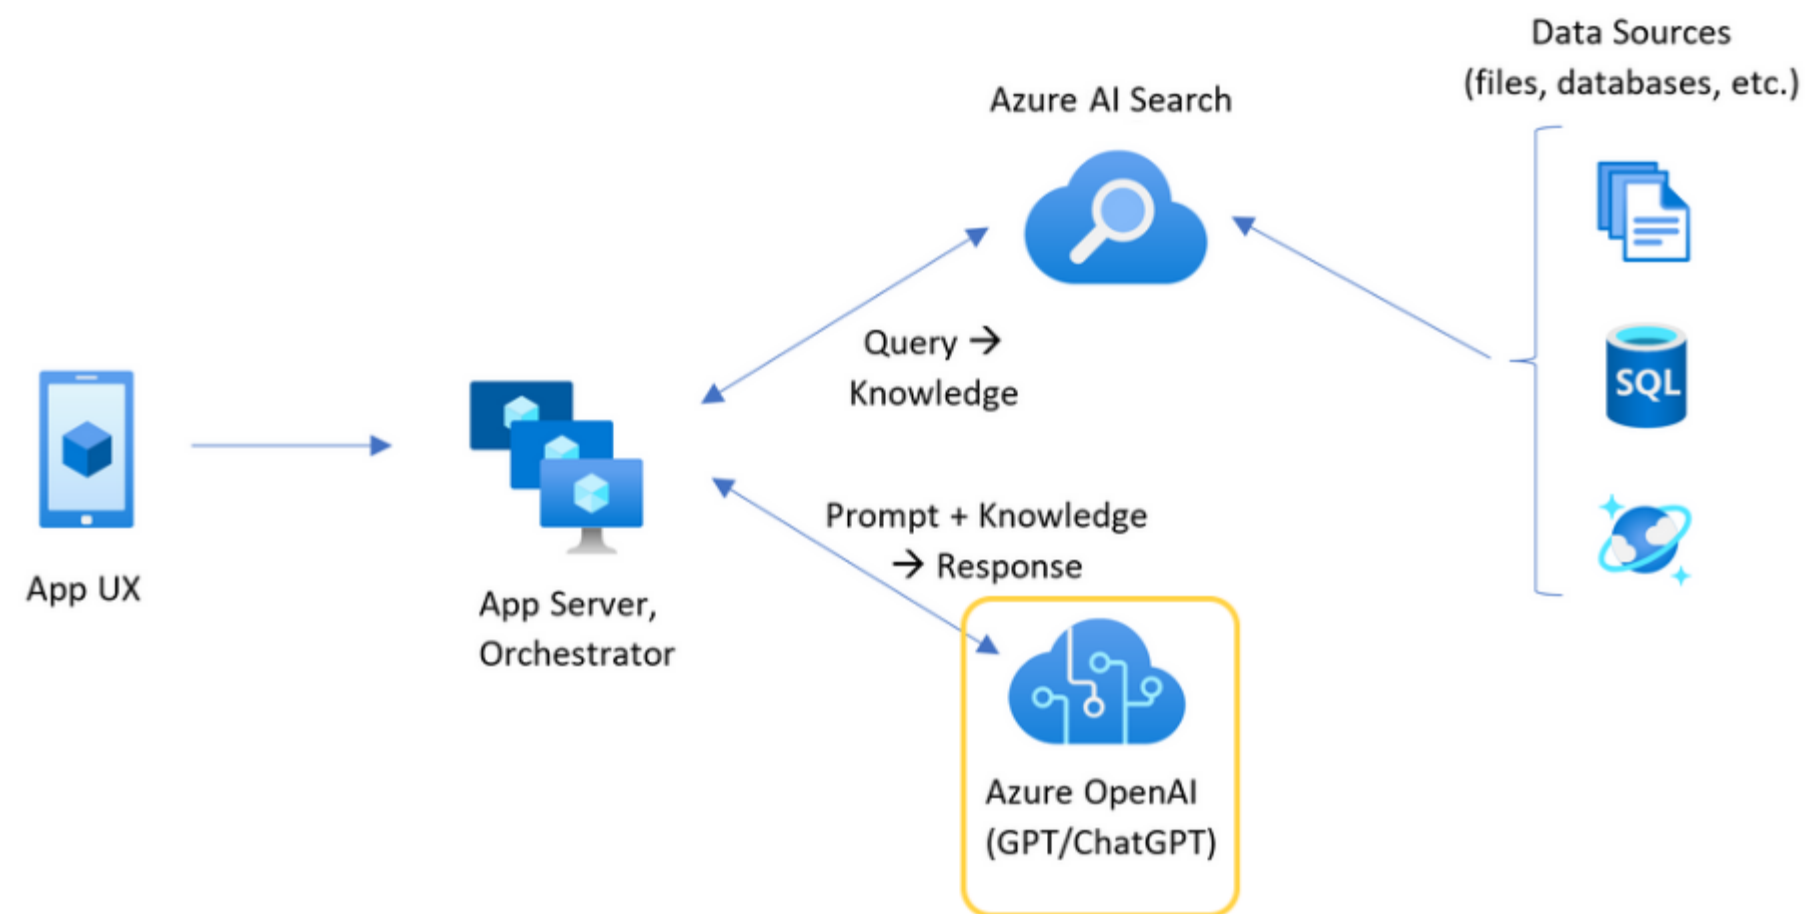 Data Sources
(files, databases, etc.)
Azure AI Search
Query →
Knowledge
SQL
App UX
App Server,
Orchestrator
Prompt + Knowledge
→ Response
Azure OpenAI
(GPT/ChatGPT)